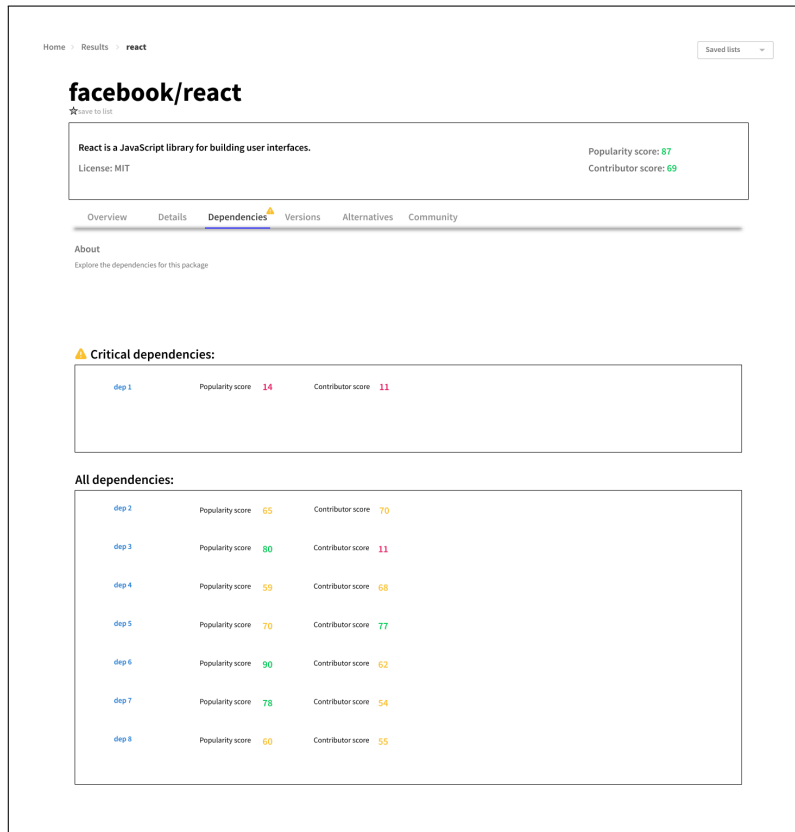 Home > Results > react
Saved lists
facebook/react
save to list
React is a JavaScript library for building user interfaces.
License: MIT
Popularity score: 87
Contributor score: 69
Overview Details Dependencies Versions Alternatives Community
About
Explore the dependencies for this package
Critical dependencies:
dep 1 Popularity score 14 Contributor score 11
All dependencies:
dep 2 Popularity score 65 Contributor score 70
dep 3 Popularity score 80 Contributor score 11
dep 4 Popularity score 59 Contributor score 68
dep 5 Popularity score 70 Contributor score 77
dep 6 Popularity score 90 Contributor score 62
dep 7 Popularity score 78 Contributor score 54
dep 8 Popularity score 60 Contributor score 55